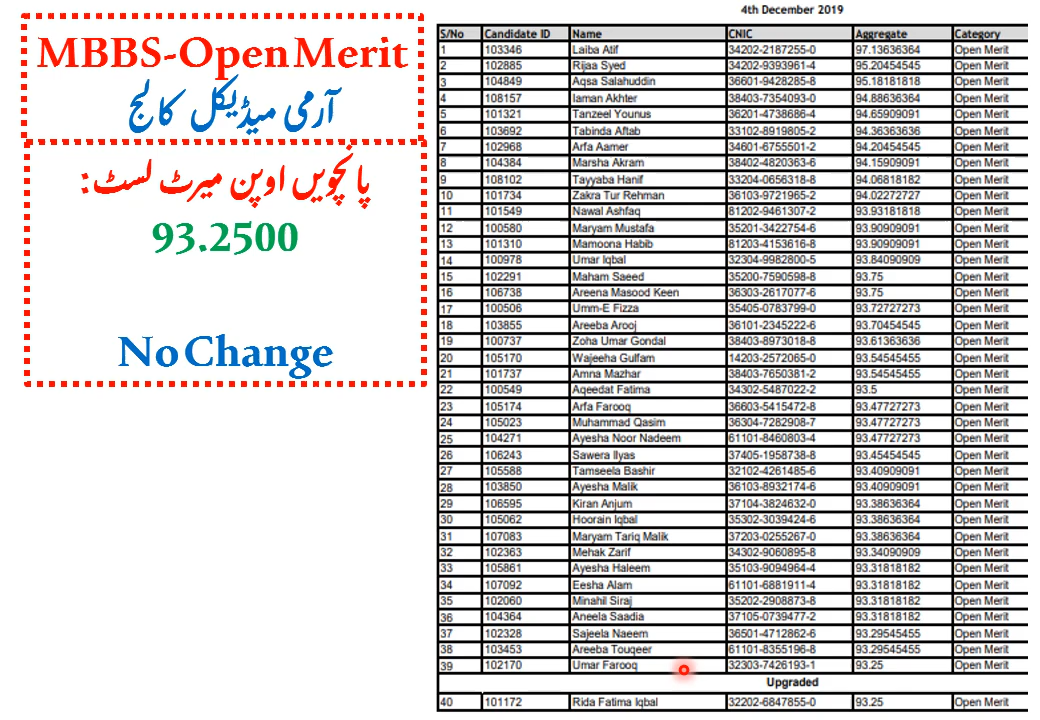 MBBS-Open Merit
آرمی میڈیکل کالج
پانچویں اوپن میرٹ لسٹ:
93.2500
No Change
4th December 2019
S/No Candidate ID Name CNIC Aggregate Category
1 103346 Laiba Atif 34202-2187255-0 97.13636364 Open Merit
2 102885 Rijaa Syed 34202-9393961-4 95.20454545 Open Merit
3 104849 Aqsa Salahuddin 36601-9428285-8 95.18181818 Open Merit
4 108157 Iaman Akhter 38403-7354093-0 94.88636364 Open Merit
5 101321 Tanzeel Younus 36201-4738686-4 94.65909091 Open Merit
6 103692 Tabinda Aftab 33102-8919805-2 94.36363636 Open Merit
7 102968 Arfa Aamer 34601-6755501-2 94.20454545 Open Merit
8 104384 Marsha Akram 38402-4820363-6 94.15909091 Open Merit
9 108102 Tayyaba Hanif 33204-0656318-8 94.06818182 Open Merit
10 101734 Zakra Tur Rehman 36103-9721965-2 94.02272727 Open Merit
11 101549 Nawal Ashfaq 81202-9461307-2 93.93181818 Open Merit
12 100580 Maryam Mustafa 35201-3422754-6 93.90909091 Open Merit
13 101310 Mamoona Habib 81203-4153616-8 93.90909091 Open Merit
14 100978 Umar Iqbal 32304-9982800-5 93.84090909 Open Merit
15 102291 Maham Saeed 35200-7590598-8 93.75 Open Merit
16 106738 Areena Masood Keen 36303-2617077-6 93.75 Open Merit
17 100506 Umm-E Fizza 35405-0783799-0 93.72727273 Open Merit
18 103855 Areeba Arooj 36101-2345222-6 93.70454545 Open Merit
19 100737 Zoha Umar Gondal 38403-8973018-8 93.61363636 Open Merit
20 105170 Wajeeha Gulfam 14203-2572065-0 93.54545455 Open Merit
21 101737 Amna Mazhar 38403-7650381-2 93.54545455 Open Merit
22 100549 Aqeedat Fatima 34302-5487022-2 93.5 Open Merit
23 105174 Arfa Farooq 36603-5415472-8 93.47727273 Open Merit
24 105023 Muhammad Qasim 36304-7282908-7 93.47727273 Open Merit
25 104271 Ayesha Noor Nadeem 61101-8460803-4 93.47727273 Open Merit
26 106243 Sawera Ilyas 37405-1958738-8 93.45454545 Open Merit
27 105588 Tamseela Bashir 32102-4261485-6 93.40909091 Open Merit
28 103850 Ayesha Malik 36103-8932174-6 93.40909091 Open Merit
29 106595 Kiran Anjum 37104-3824632-0 93.38636364 Open Merit
30 105062 Hoorain Iqbal 35302-3039424-6 93.38636364 Open Merit
31 107083 Maryam Tariq Malik 37203-0255267-0 93.38636364 Open Merit
32 102363 Mehak Zarif 34302-9060895-8 93.34090909 Open Merit
33 105861 Ayesha Haleem 35103-9094964-4 93.31818182 Open Merit
34 107092 Eesha Alam 61101-6881911-4 93.31818182 Open Merit
35 102060 Minahil Siraj 35202-2908873-8 93.31818182 Open Merit
36 104364 Aneela Saadia 37105-0739477-2 93.31818182 Open Merit
37 102328 Sajeela Naeem 36501-4712862-6 93.29545455 Open Merit
38 103453 Areeba Touqeer 61101-8355196-8 93.29545455 Open Merit
39 102170 Umar Farooq 32303-7426193-1 93.25 Open Merit
Upgraded
40 101172 Rida Fatima Iqbal 32202-6847855-0 93.25 Open Merit